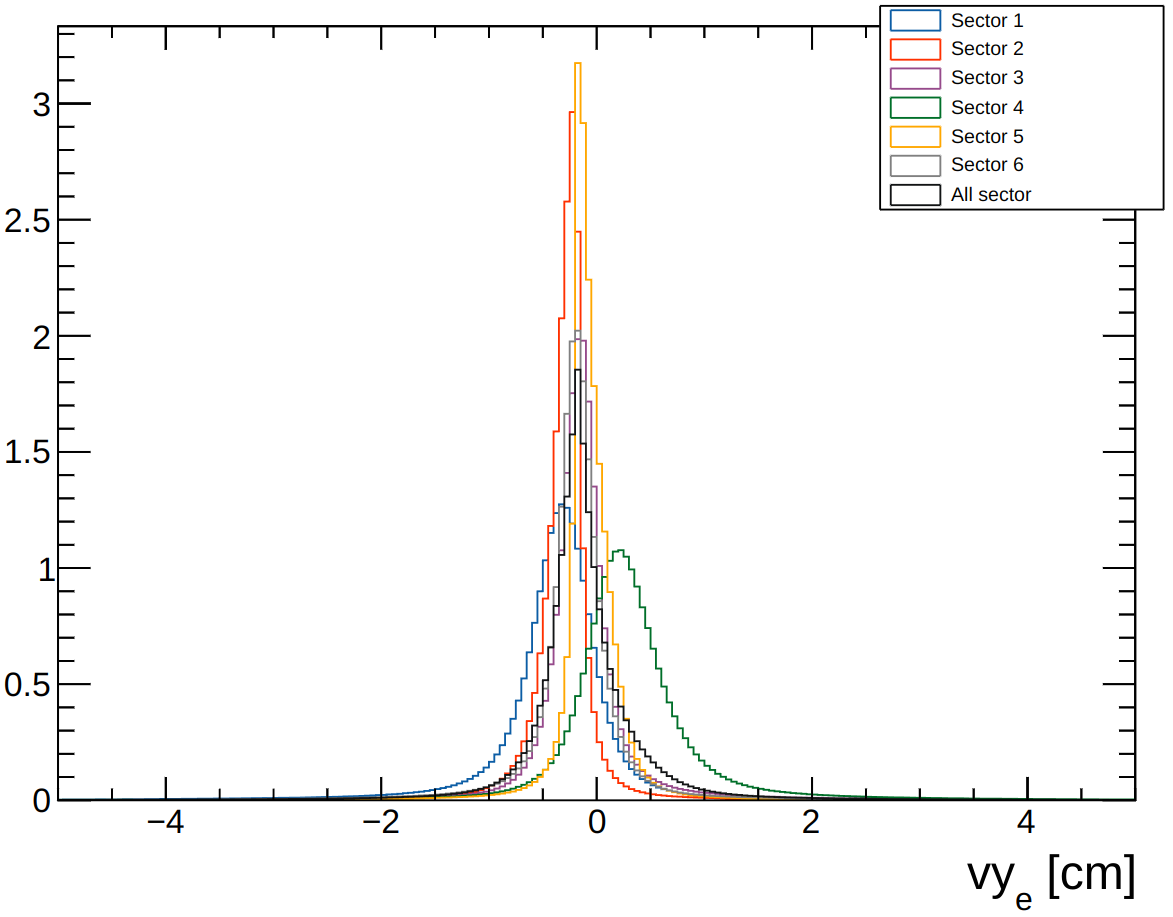 Sector 1
Sector 2
Sector 3
Sector 4
Sector 5
Sector 6
All sector
3
2.5
2
1.5
1
0.5
0
−4 −2 0 2 4
vy_e [cm]